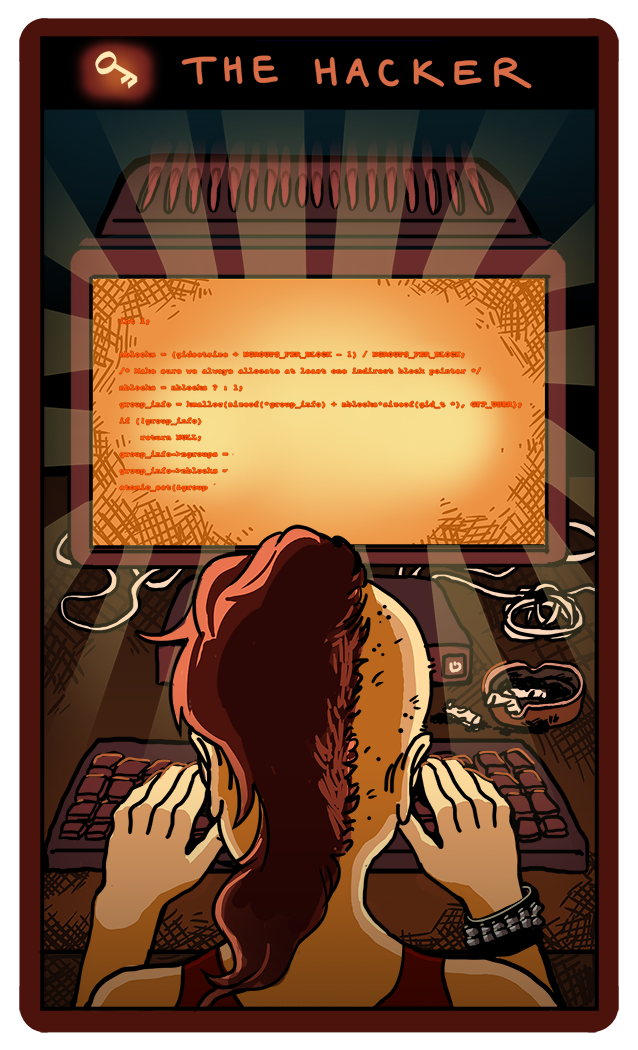 THE HACKER
int i;
nblocks = (gidsetsize + NGROUPS_PER_BLOCK - 1) / NGROUPS_PER_BLOCK;
/* Make sure we always allocate at least one indirect block pointer */
nblocks = nblocks ? : 1;
group_info = kmalloc(sizeof(*group_info) + nblocks*sizeof(gid_t *), GFP_USER);
if (!group_info)
return NULL;
group_info->ngroups =
group_info->nblocks =
atomic_set(&group